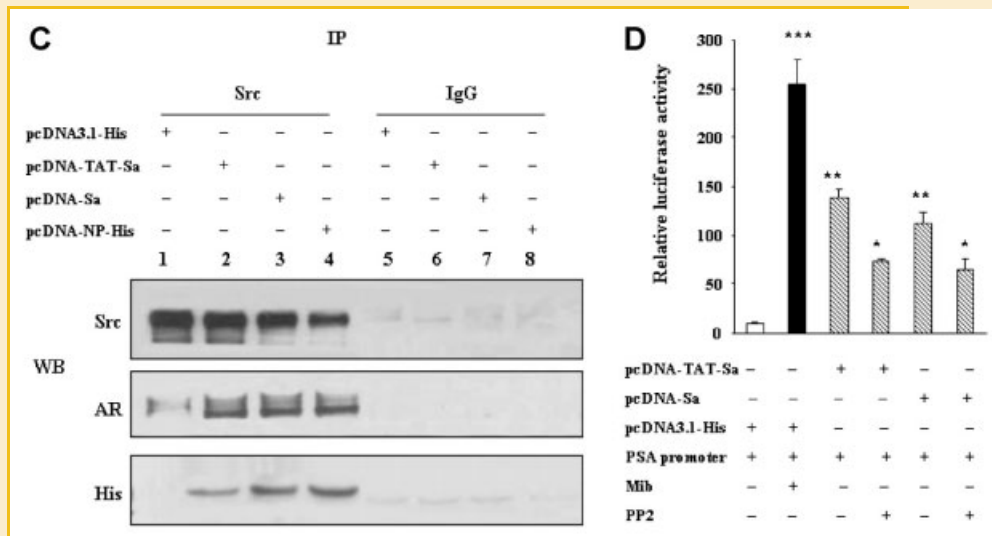 C
IP
Src IgG
pcDNA3.1-His + − − − + − − −
pcDNA-TAT-Sa − + − − − + − −
pcDNA-Sa − − + − − − + −
pcDNA-NP-His − − − + − − − +
1 2 3 4 5 6 7 8
Src
WB
AR
His
D
Relative luciferase activity
300
250
200
150
100
50
0
*** ** * ** *
pcDNA-TAT-Sa − − + + − −
pcDNA-Sa − − − − + +
pcDNA3.1-His + + − − − −
PSA promoter + + + + + +
Mib − + − − − −
PP2 − − − + − +